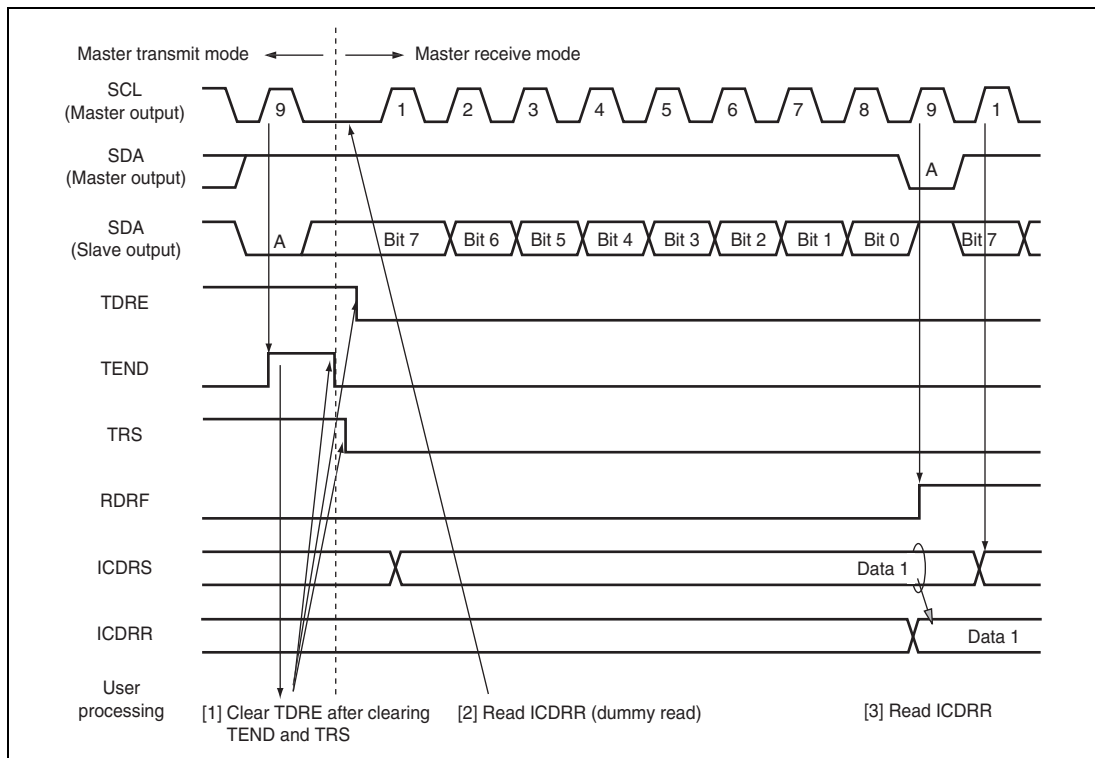 Master transmit mode
Master receive mode
SCL
(Master output)
9 1 2 3 4 5 6 7 8 9 1
SDA
(Master output)
A
SDA
(Slave output)
A Bit 7 Bit 6 Bit 5 Bit 4 Bit 3 Bit 2 Bit 1 Bit 0 Bit 7
TDRE
TEND
TRS
RDRF
ICDRS
Data 1
ICDRR
Data 1
User
processing
[1] Clear TDRE after clearing
TEND and TRS
[2] Read ICDRR (dummy read)
[3] Read ICDRR